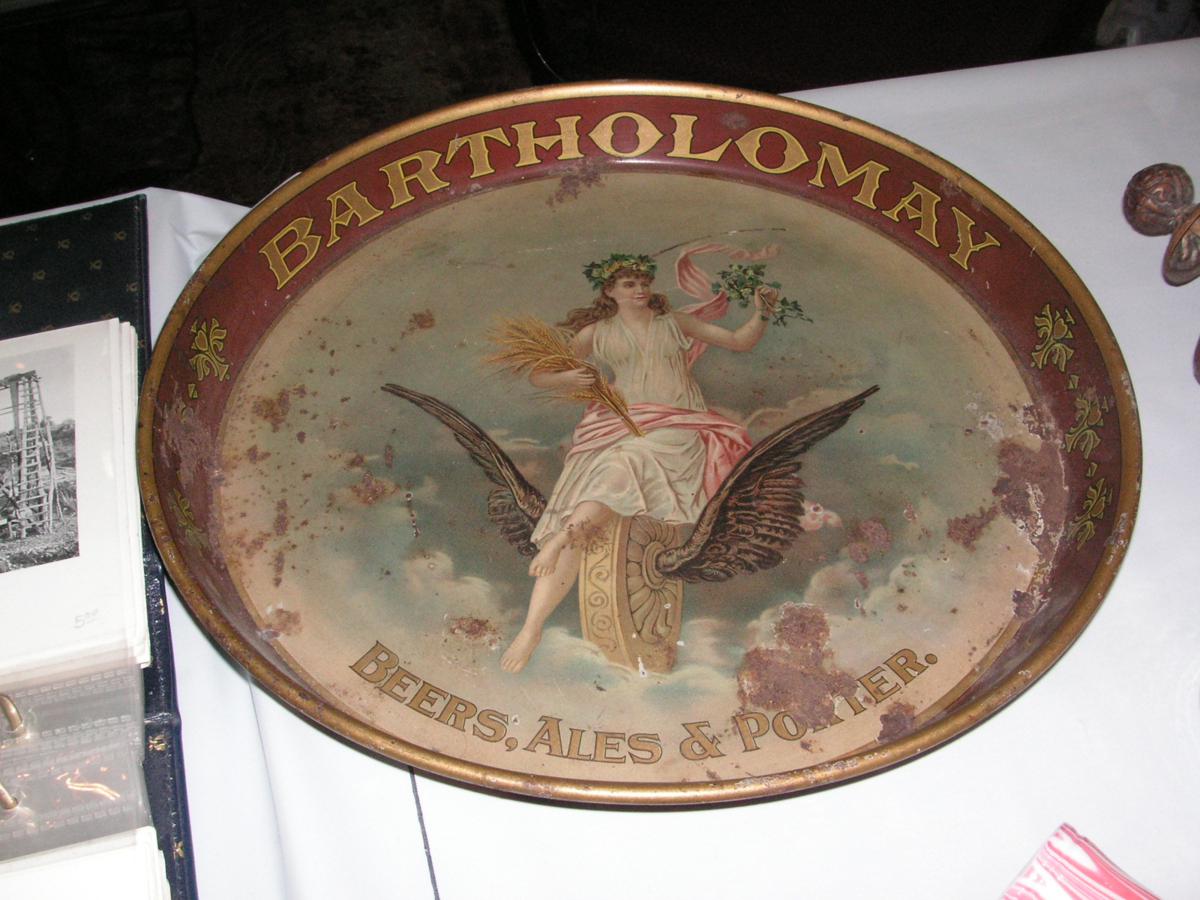 BARTHOLOMAY
BEERS, ALES & PORTER.